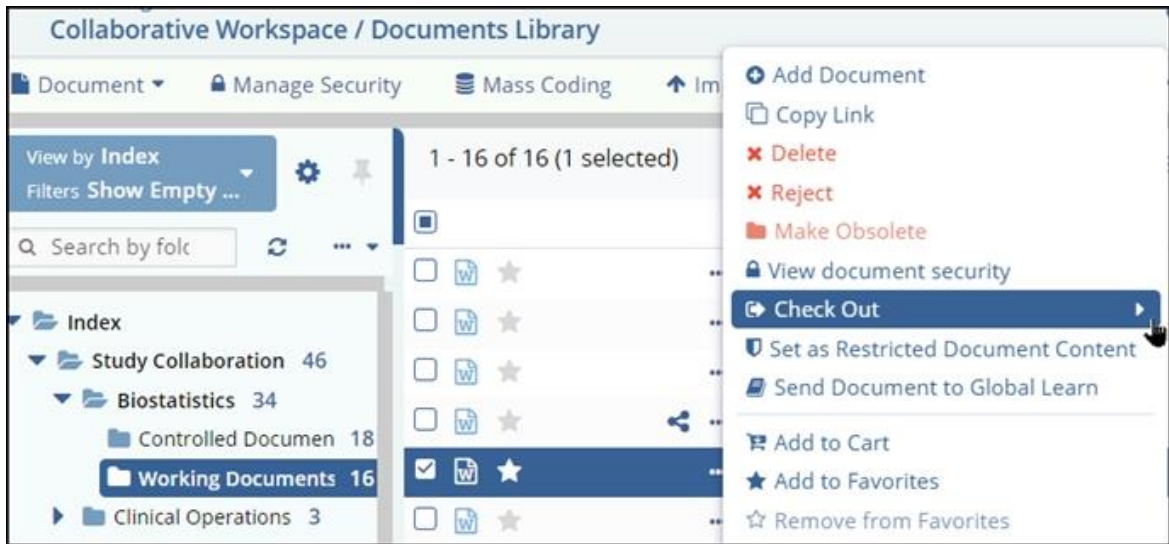 Collaborative Workspace / Documents Library
Document
Manage Security
Mass Coding
Im
View by Index
Filters Show Empty ...
Search by folc
Index
Study Collaboration 46
Biostatistics 34
Controlled Documen 18
Working Documents 16
Clinical Operations 3
1 - 16 of 16 (1 selected)
Add Document
Copy Link
Delete
Reject
Make Obsolete
View document security
Check Out
Set as Restricted Document Content
Send Document to Global Learn
Add to Cart
Add to Favorites
Remove from Favorites